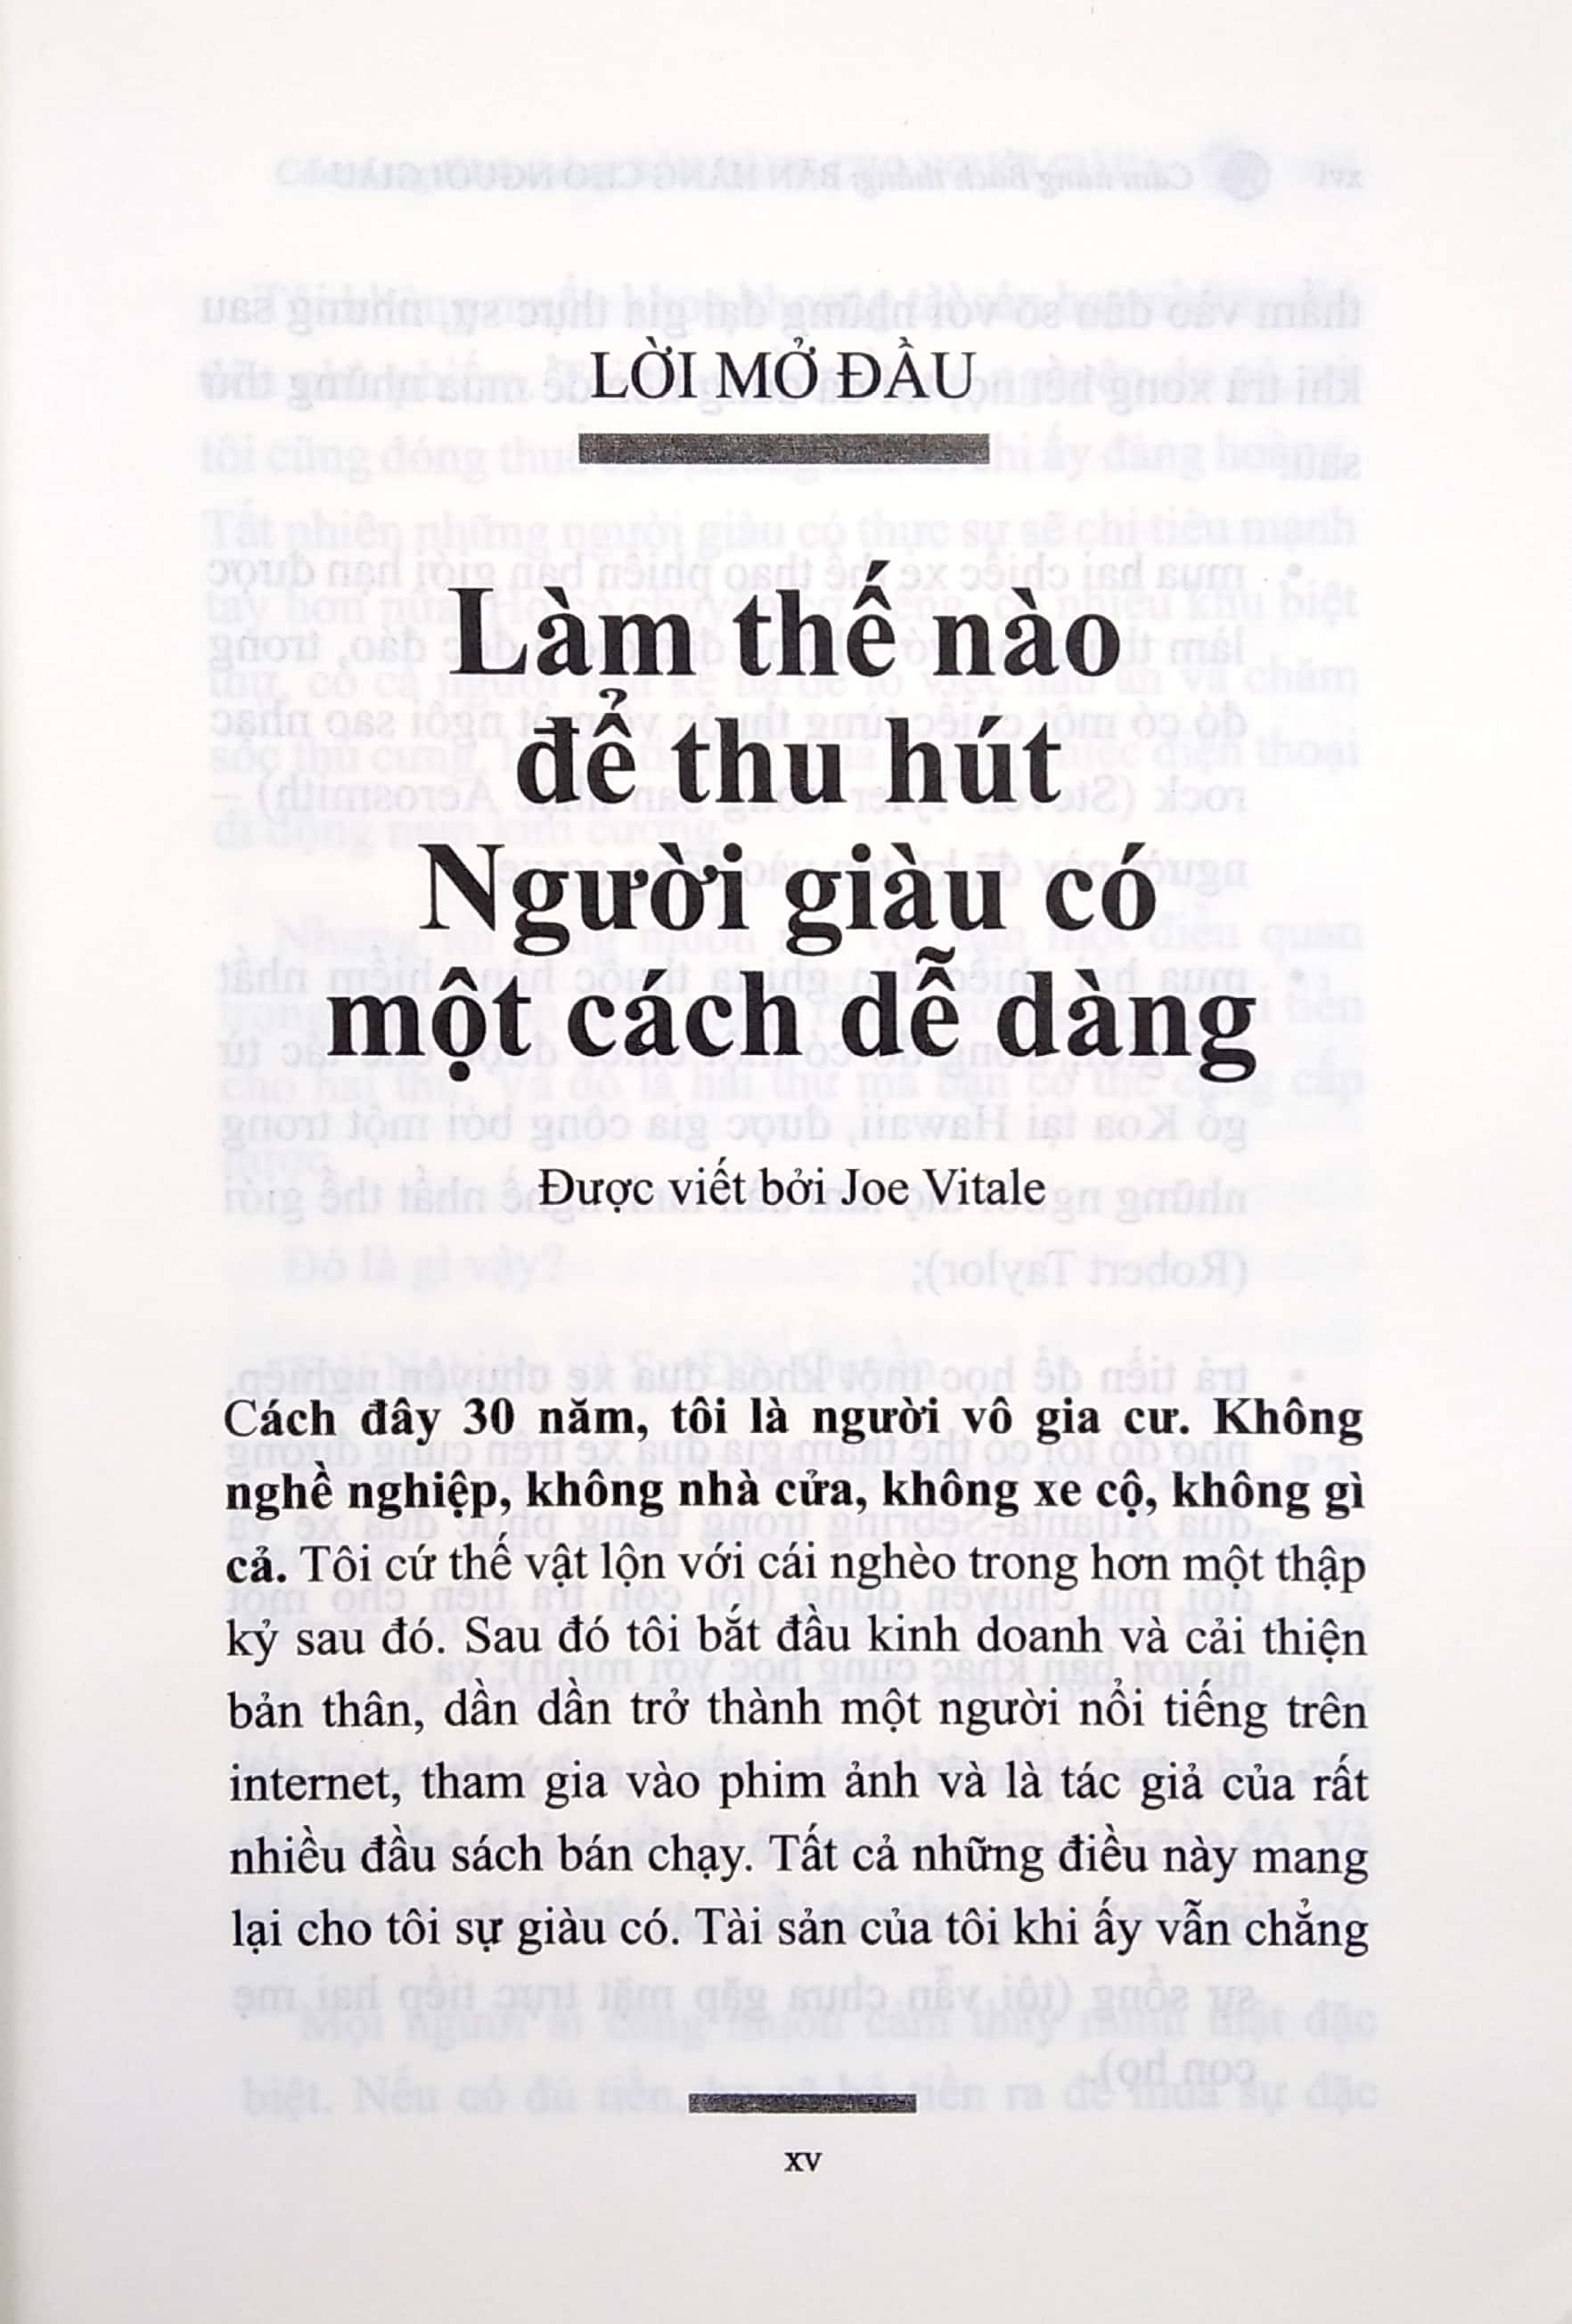 LỜI MỞ ĐẦU
Làm thế nào
để thu hút
Người giàu có
một cách dễ dàng
Được viết bởi Joe Vitale
Cách đây 30 năm, tôi là người vô gia cư. Không
nghề nghiệp, không nhà cửa, không xe cộ, không gì
cả. Tôi cứ thế vật lộn với cái nghèo trong hơn một thập
kỷ sau đó. Sau đó tôi bắt đầu kinh doanh và cải thiện
bản thân, dần dần trở thành một người nổi tiếng trên
internet, tham gia vào phim ảnh và là tác giả của rất
nhiều đầu sách bán chạy. Tất cả những điều này mang
lại cho tôi sự giàu có. Tài sản của tôi khi ấy vẫn chẳng
xv